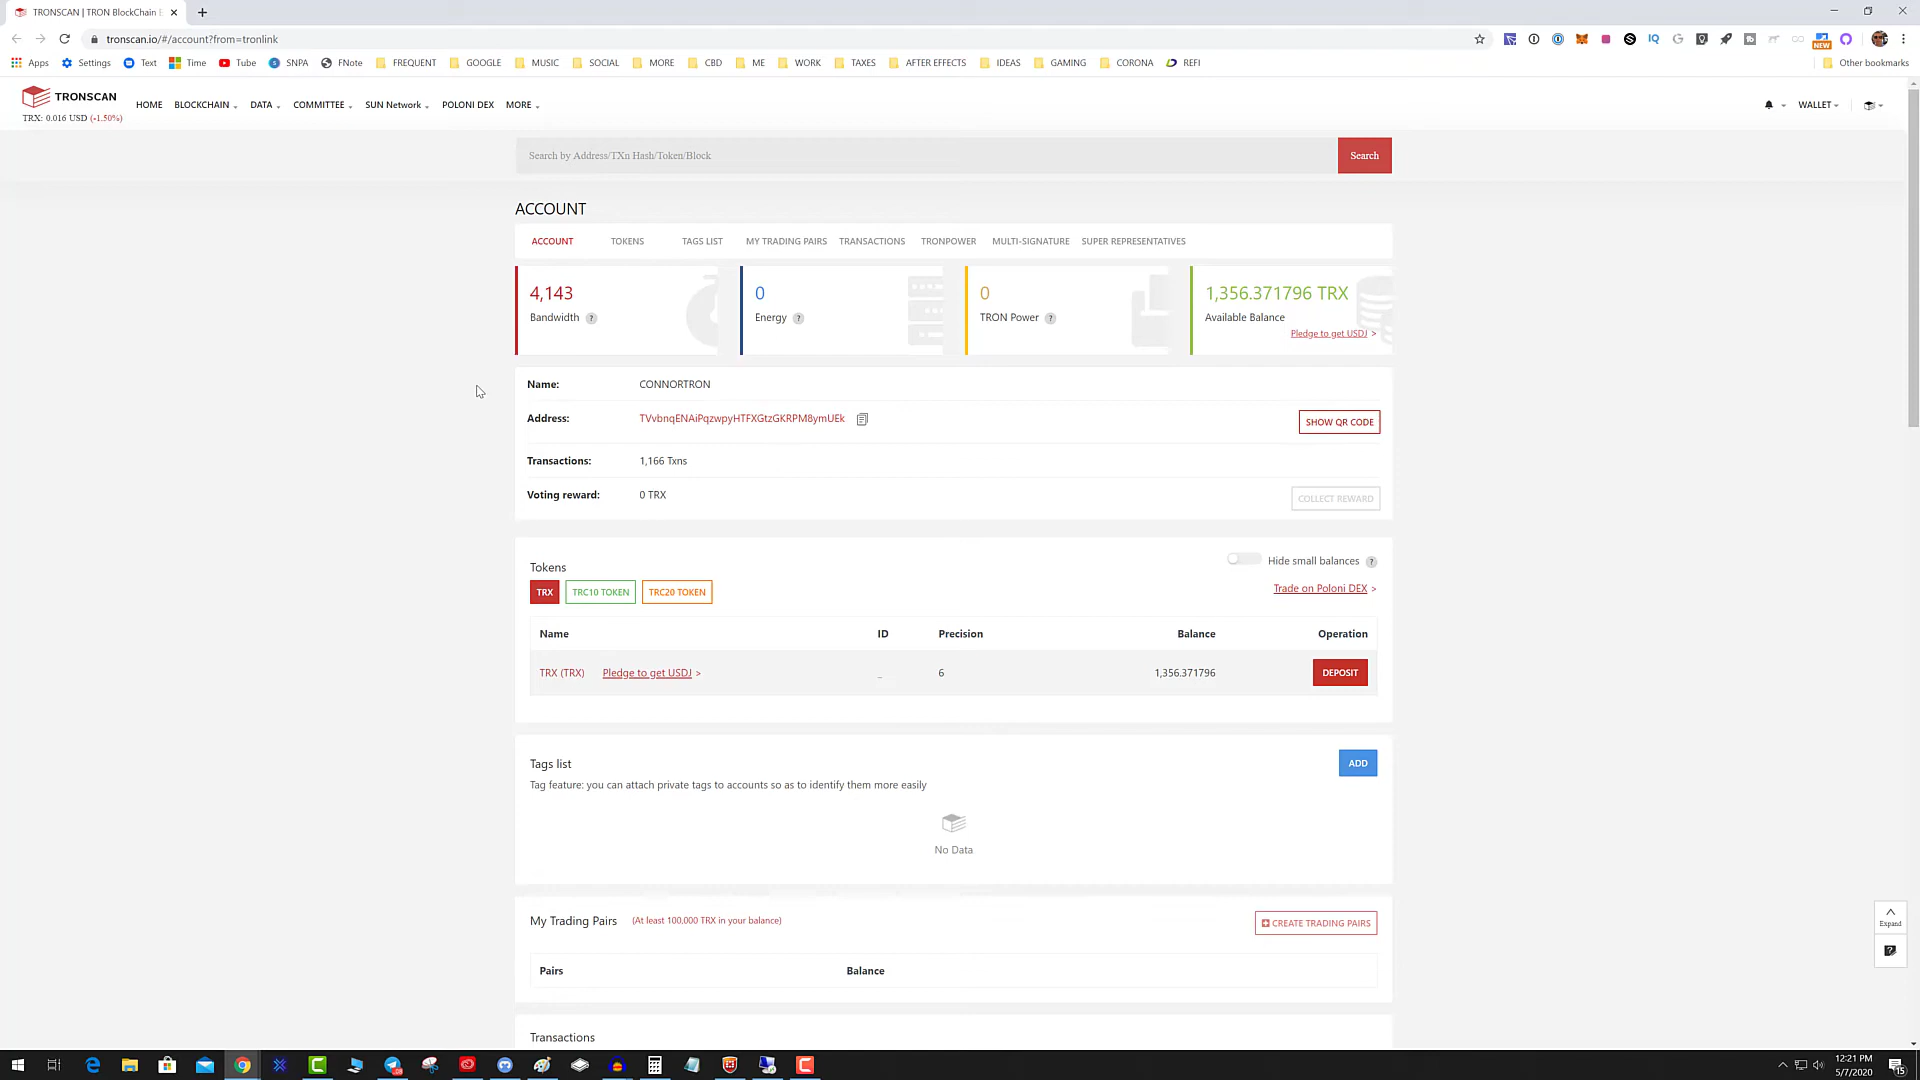 TRONSCAN | TRON BlockChain
tronscan.io/#/account?from=tronlink
NEW
Apps Settings Text Time Tube SNPA FNote FREQUENT GOOGLE MUSIC SOCIAL MORE CBD ME WORK TAXES AFTER EFFECTS IDEAS GAMING CORONA REFI Other bookmarks
TRONSCAN
TRX: 0.016 USD (-1.50%)
HOME BLOCKCHAIN DATA COMMITTEE SUN Network POLONI DEX MORE WALLET
Search by Address/TXn Hash/Token/Block Search
ACCOUNT
ACCOUNT TOKENS TAGS LIST MY TRADING PAIRS TRANSACTIONS TRONPOWER MULTI-SIGNATURE SUPER REPRESENTATIVES
4,143 0 0 1,356.371796 TRX
Bandwidth ? Energy ? TRON Power ? Available Balance
Pledge to get USDJ >
Name: CONNORTRON
Address: TVvbnqENAiPqzwpyHTFXGtzGKRPM8ymUEk SHOW QR CODE
Transactions: 1,166 Txns
Voting reward: 0 TRX COLLECT REWARD
Hide small balances ?
Tokens
TRX TRC10 TOKEN TRC20 TOKEN Trade on Poloni DEX >
Name ID Precision Balance Operation
TRX (TRX) Pledge to get USDJ > _ 6 1,356.371796 DEPOSIT
Tags list ADD
Tag feature: you can attach private tags to accounts so as to identify them more easily
No Data
My Trading Pairs (At least 100,000 TRX in your balance) CREATE TRADING PAIRS
Expand
Pairs Balance
Transactions
12:21 PM
5/7/2020
15